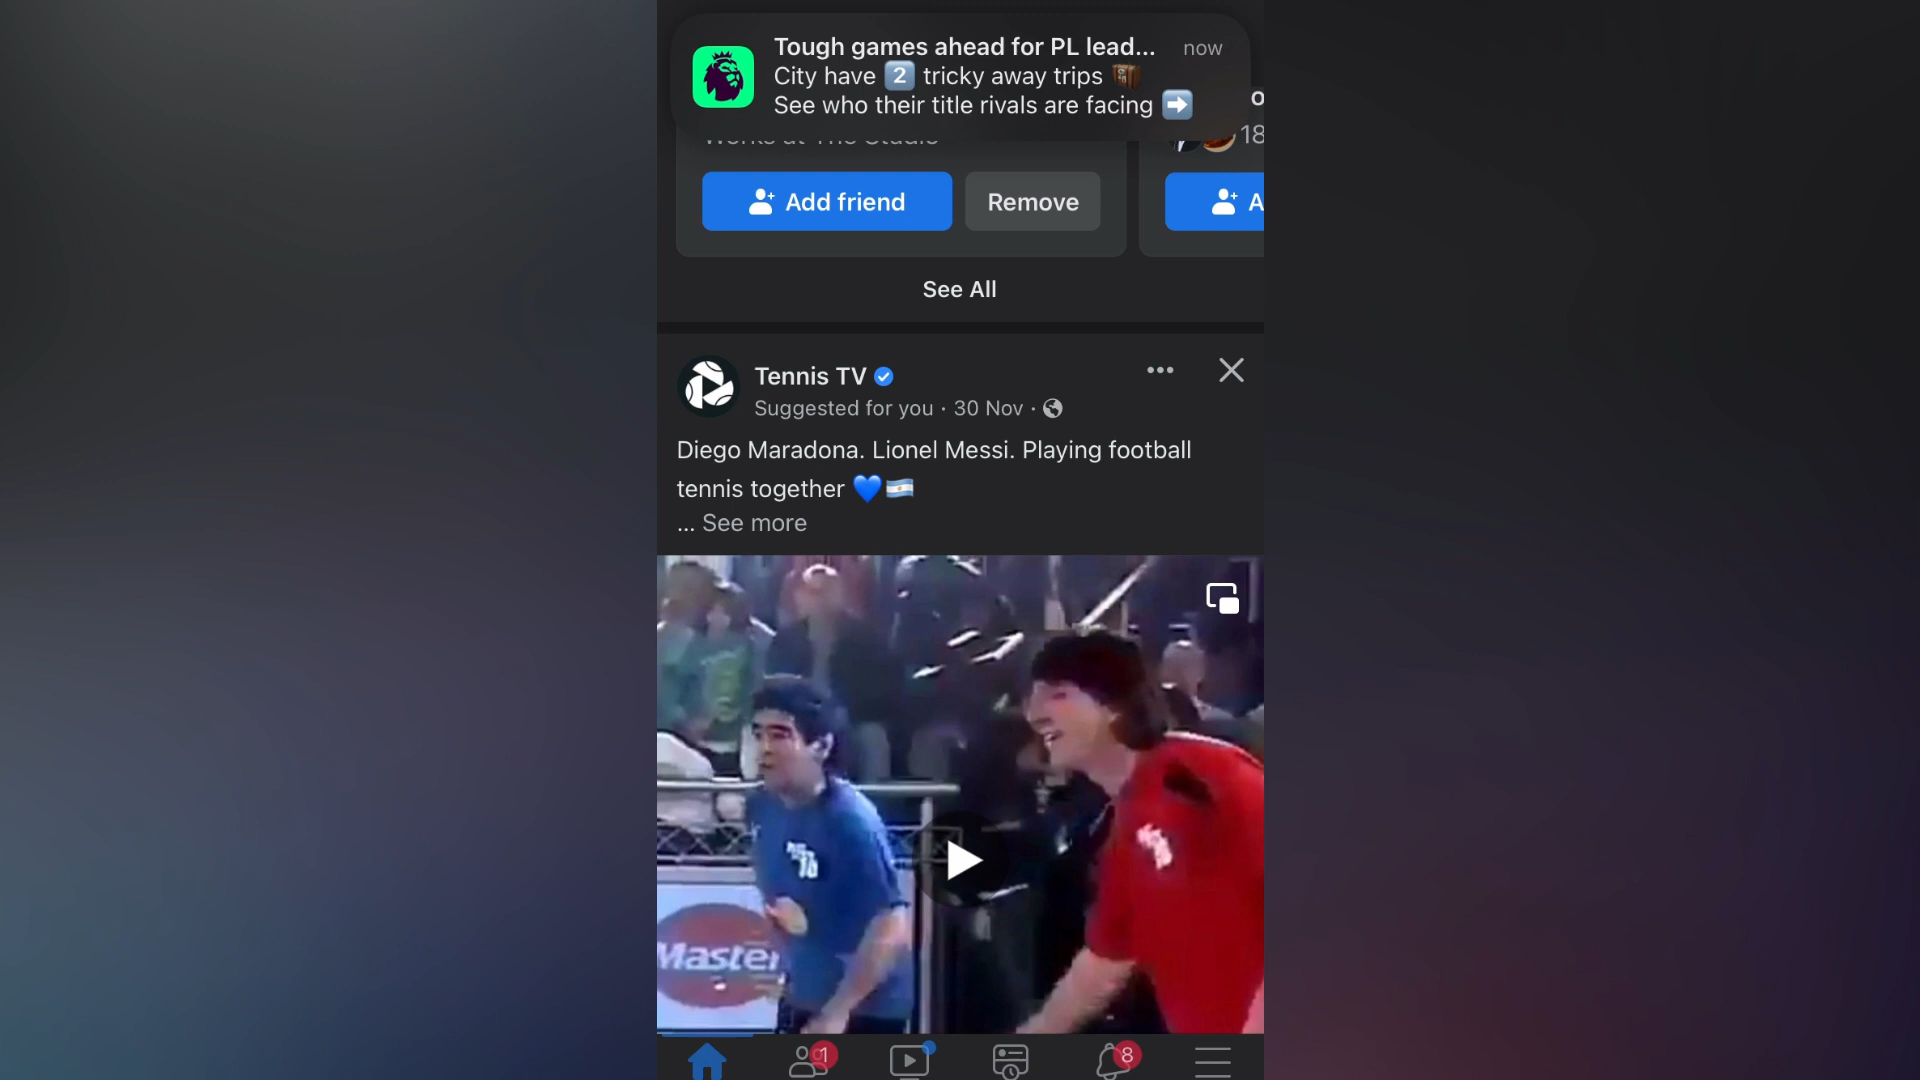 Tough games ahead for PL lead...
now
City have 2️⃣ tricky away trips
See who their title rivals are facing ➡️
Works at The Studio
18
Add friend
Remove
A
See All
Tennis TV
Suggested for you · 30 Nov ·
Diego Maradona. Lionel Messi. Playing football
tennis together 💙🇦🇷
... See more
Master
1
8